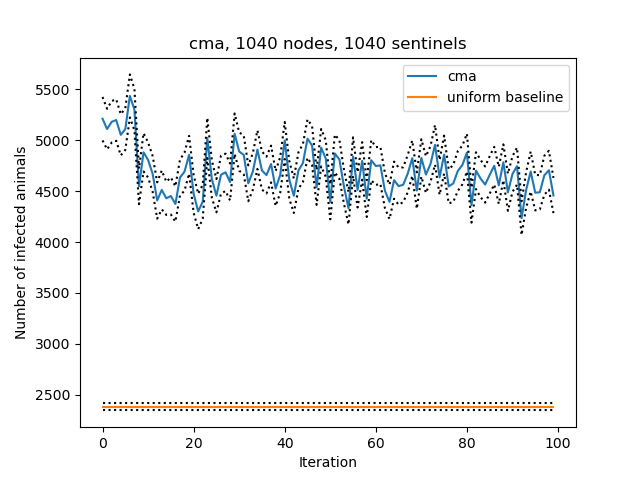 cma, 1040 nodes, 1040 sentinels
cma
uniform baseline
Number of infected animals
5500
5000
4500
4000
3500
3000
2500
0 20 40 60 80 100
Iteration